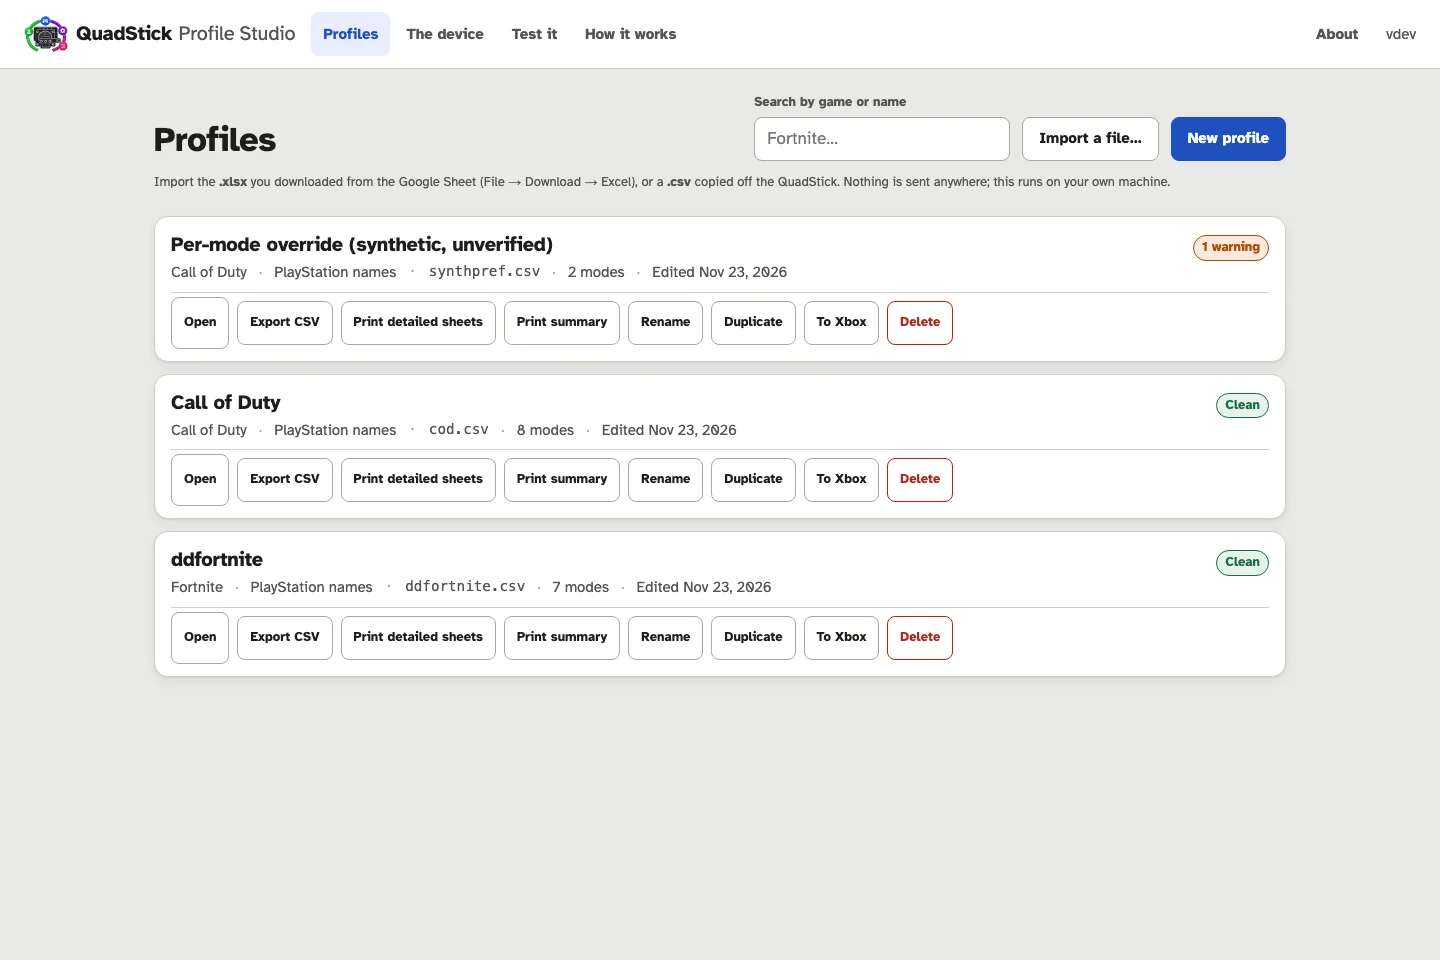 QuadStick Profile Studio
Profiles
The device
Test it
How it works
About
vdev
Search by game or name
Profiles
Fortnite...
Import a file...
New profile
Import the .xlsx you downloaded from the Google Sheet (File → Download → Excel), or a .csv copied off the QuadStick. Nothing is sent anywhere; this runs on your own machine.
Per-mode override (synthetic, unverified)
1 warning
Call of Duty · PlayStation names · synthpref.csv · 2 modes · Edited Nov 23, 2026
Open
Export CSV
Print detailed sheets
Print summary
Rename
Duplicate
To Xbox
Delete
Call of Duty
Clean
Call of Duty · PlayStation names · cod.csv · 8 modes · Edited Nov 23, 2026
Open
Export CSV
Print detailed sheets
Print summary
Rename
Duplicate
To Xbox
Delete
ddfortnite
Clean
Fortnite · PlayStation names · ddfortnite.csv · 7 modes · Edited Nov 23, 2026
Open
Export CSV
Print detailed sheets
Print summary
Rename
Duplicate
To Xbox
Delete